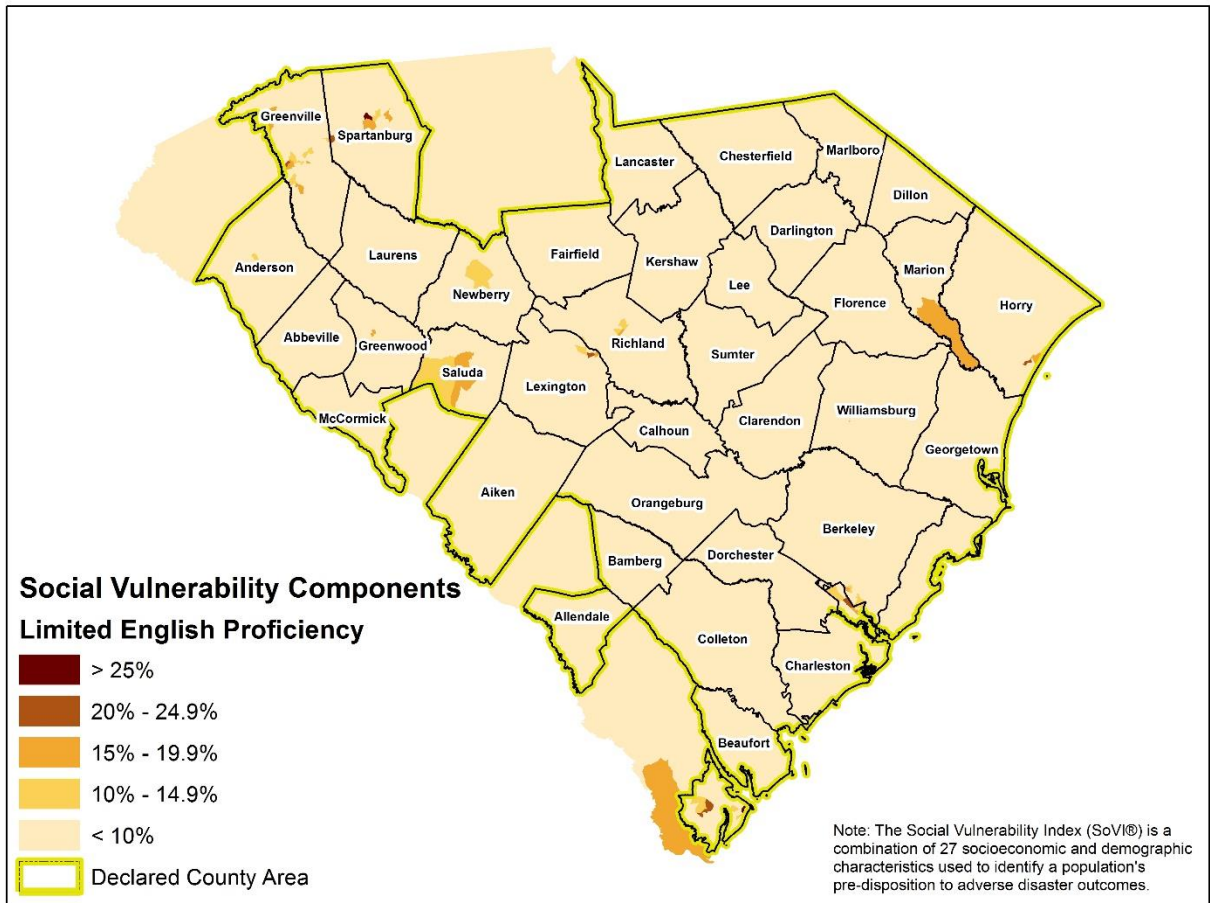 Greenville
Spartanburg
Lancaster
Chesterfield
Marlboro
Dillon
Darlington
Laurens
Fairfield
Anderson
Kershaw
Marion
Lee
Newberry
Florence
Horry
Abbeville
Greenwood
Richland
Sumter
Saluda
Lexington
McCormick
Clarendon
Williamsburg
Calhoun
Georgetown
Aiken
Orangeburg
Berkeley
Bamberg
Dorchester
Allendale
Colleton
Charleston
Beaufort
Social Vulnerability Components
Limited English Proficiency
> 25%
20% - 24.9%
15% - 19.9%
10% - 14.9%
< 10%
Declared County Area
Note: The Social Vulnerability Index (SoVI®) is a
combination of 27 socioeconomic and demographic
characteristics used to identify a population's
pre-disposition to adverse disaster outcomes.